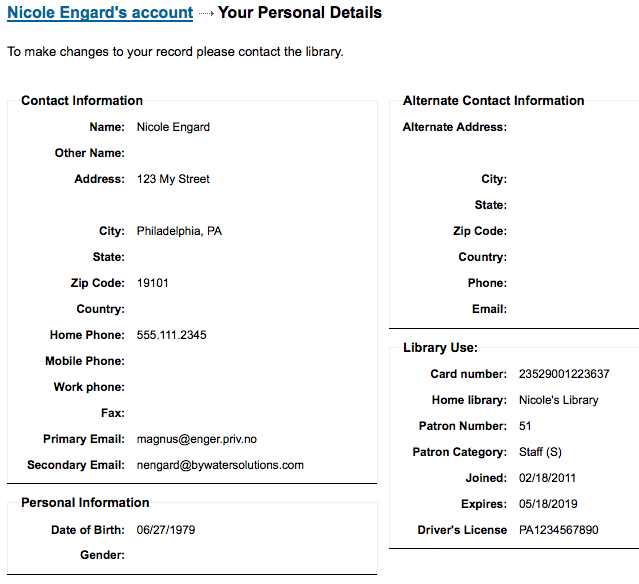 Nicole Engard's account Your Personal Details
To make changes to your record please contact the library.
Contact Information
Name: Nicole Engard
Other Name:
Address: 123 My Street
City: Philadelphia, PA
State:
Zip Code: 19101
Country:
Home Phone: 555.111.2345
Mobile Phone:
Work phone:
Fax:
Primary Email: magnus@enger.priv.no
Secondary Email: nengard@bywatersolutions.com
Personal Information
Date of Birth: 06/27/1979
Gender:
Alternate Contact Information
Alternate Address:
City:
State:
Zip Code:
Country:
Phone:
Email:
Library Use:
Card number: 23529001223637
Home library: Nicole's Library
Patron Number: 51
Patron Category: Staff (S)
Joined: 02/18/2011
Expires: 05/18/2019
Driver's License PA1234567890